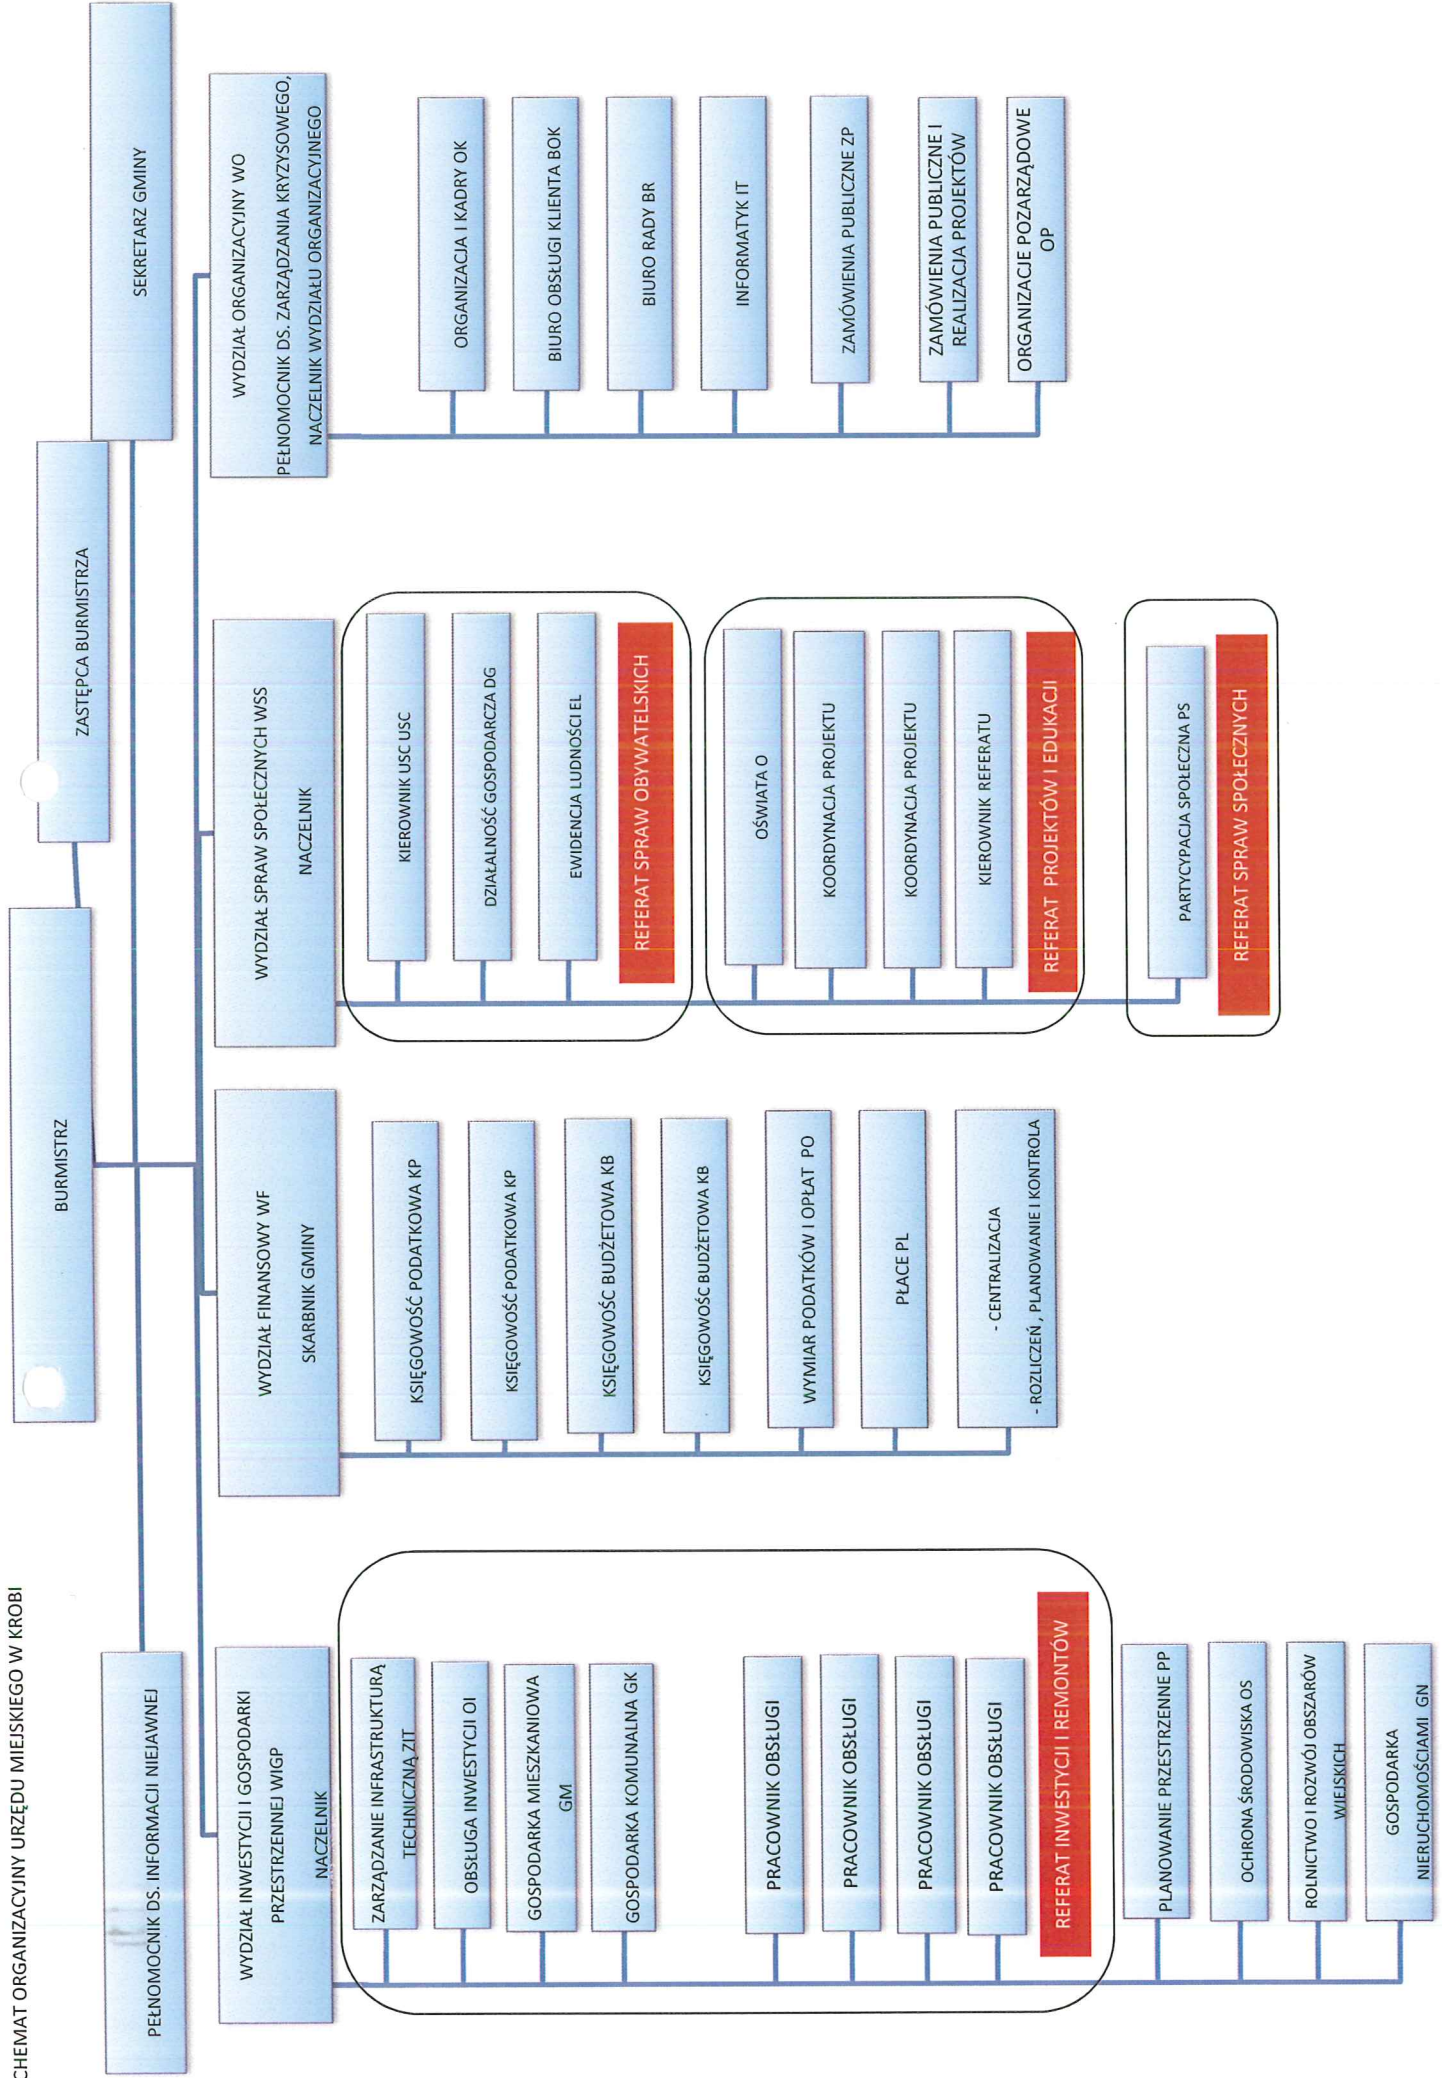 CHEMAT ORGANIZACYJNY URZĘDU MIEJSKIEGO W KROBI
BURMISTRZ
ZASTĘPCA BURMISTRZA
PEŁNOMOCNIK DS. INFORMACJI NIEJAWNEJ
SEKRETARZ GMINY
WYDZIAŁ INWESTYCJI I GOSPODARKI
PRZESTRZENNEJ WIGP
NACZELNIK
ZARZĄDZANIE INFRASTRUKTURĄ
TECHNICZNĄ ZIT
OBSŁUGA INWESTYCJI OI
GOSPODARKA MIESZKANIOWA
GM
GOSPODARKA KOMUNALNA GK
PRACOWNIK OBSŁUGI
PRACOWNIK OBSŁUGI
PRACOWNIK OBSŁUGI
PRACOWNIK OBSŁUGI
REFERAT INWESTYCJI I REMONTÓW
PLANOWANIE PRZESTRZENNE PP
OCHRONA ŚRODOWISKA OS
ROLNICTWO I ROZWÓJ OBSZARÓW
WIEJSKICH
GOSPODARKA
NIERUCHOMOŚCIAMI GN
WYDZIAŁ FINANSOWY WF
SKARBNIK GMINY
KSIĘGOWOŚĆ PODATKOWA KP
KSIĘGOWOŚĆ PODATKOWA KP
KSIĘGOWOŚC BUDŻETOWA KB
KSIĘGOWOŚC BUDŻETOWA KB
WYMIAR PODATKÓW I OPŁAT PO
PŁACE PL
- CENTRALIZACJA
- ROZLICZEŃ , PLANOWANIE I KONTROLA
WYDZIAŁ SPRAW SPOŁECZNYCH WSS
NACZELNIK
KIEROWNIK USC USC
DZIAŁALNOŚĆ GOSPODARCZA DG
EWIDENCJA LUDNOŚCI EL
REFERAT SPRAW OBYWATELSKICH
OŚWIATA O
KOORDYNACJA PROJEKTU
KOORDYNACJA PROJEKTU
KIEROWNIK REFERATU
REFERAT PROJEKTÓW I EDUKACJI
PARTYCYPACJA SPOŁECZNA PS
REFERAT SPRAW SPOŁECZNYCH
WYDZIAŁ ORGANIZACYJNY WO
PEŁNOMOCNIK DS. ZARZĄDZANIA KRYZYSOWEGO,
NACZELNIK WYDZIAŁU ORGANIZACYJNEGO
ORGANIZACJA I KADRY OK
BIURO OBSŁUGI KLIENTA BOK
BIURO RADY BR
INFORMATYK IT
ZAMÓWIENIA PUBLICZNE ZP
ZAMÓWIENIA PUBLICZNE I
REALIZACJA PROJEKTÓW
ORGANIZACJE POZARZĄDOWE
OP